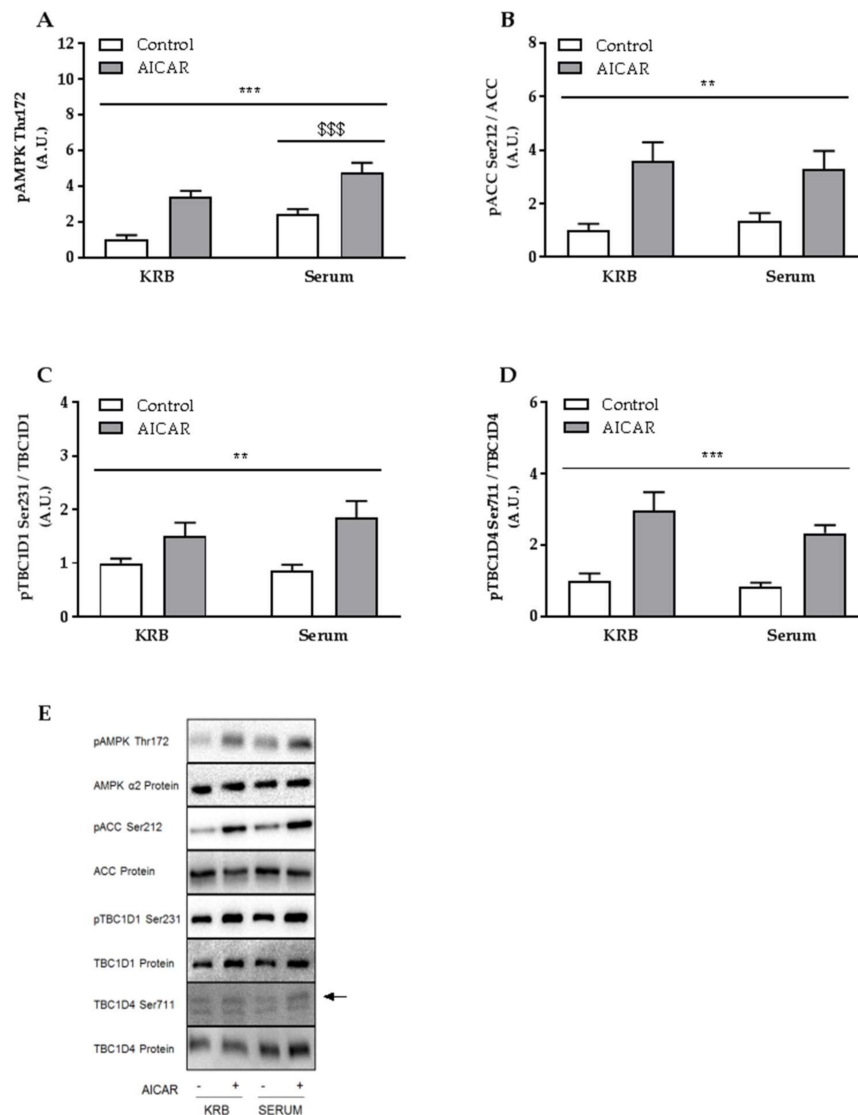 A
Control
AICAR
12
10
8
6
4
2
0
pAMPK Thr172
(A.U.)
***
$$$
KRB Serum
B
Control
AICAR
8
6
4
2
0
pACC Ser212 / ACC
(A.U.)
**
KRB Serum
C
Control
AICAR
4
3
2
1
0
pTBC1D1 Ser231 / TBC1D1
(A.U.)
**
KRB Serum
D
Control
AICAR
6
4
2
0
pTBC1D4 Ser711 / TBC1D4
(A.U.)
***
KRB Serum
E
pAMPK Thr172
AMPK α2 Protein
pACC Ser212
ACC Protein
pTBC1D1 Ser231
TBC1D1 Protein
TBC1D4 Ser711
TBC1D4 Protein
AICAR - + - +
KRB SERUM